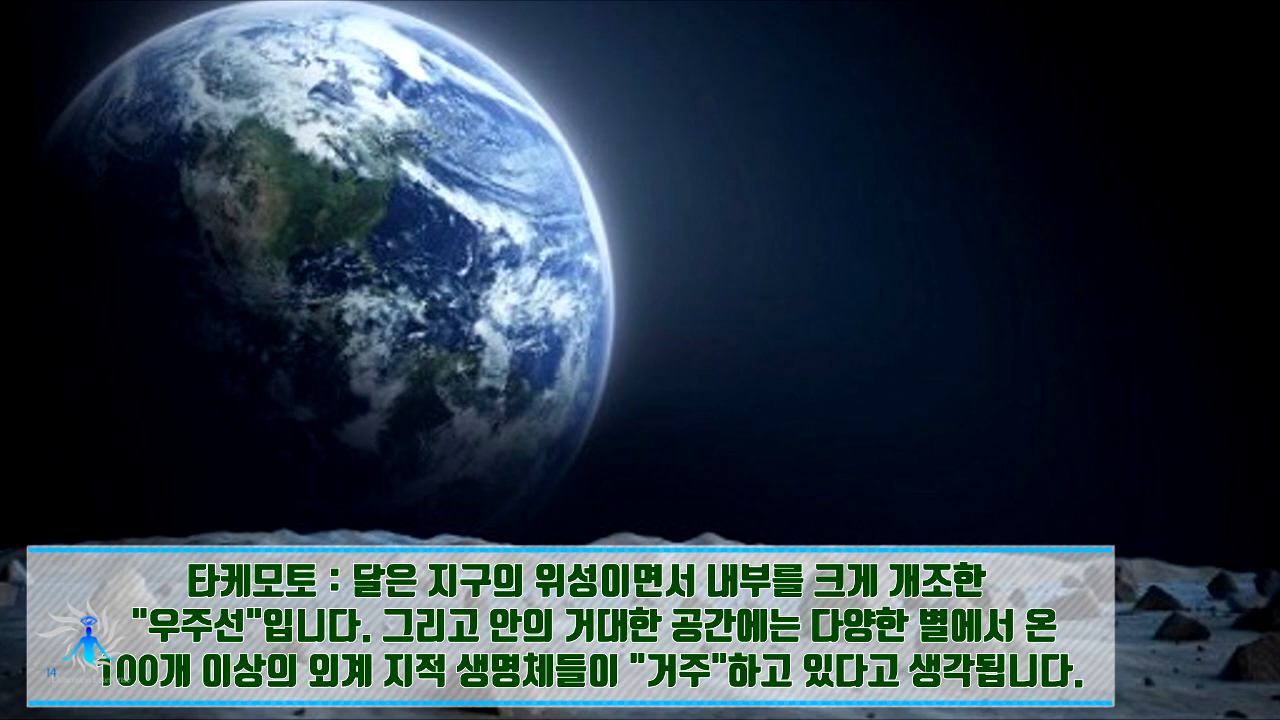 타케모토 : 달은 지구의 위성이면서 내부를 크게 개조한
"우주선"입니다. 그리고 안의 거대한 공간에는 다양한 별에서 온
100개 이상의 외계 지적 생명체들이 "거주"하고 있다고 생각됩니다.
14